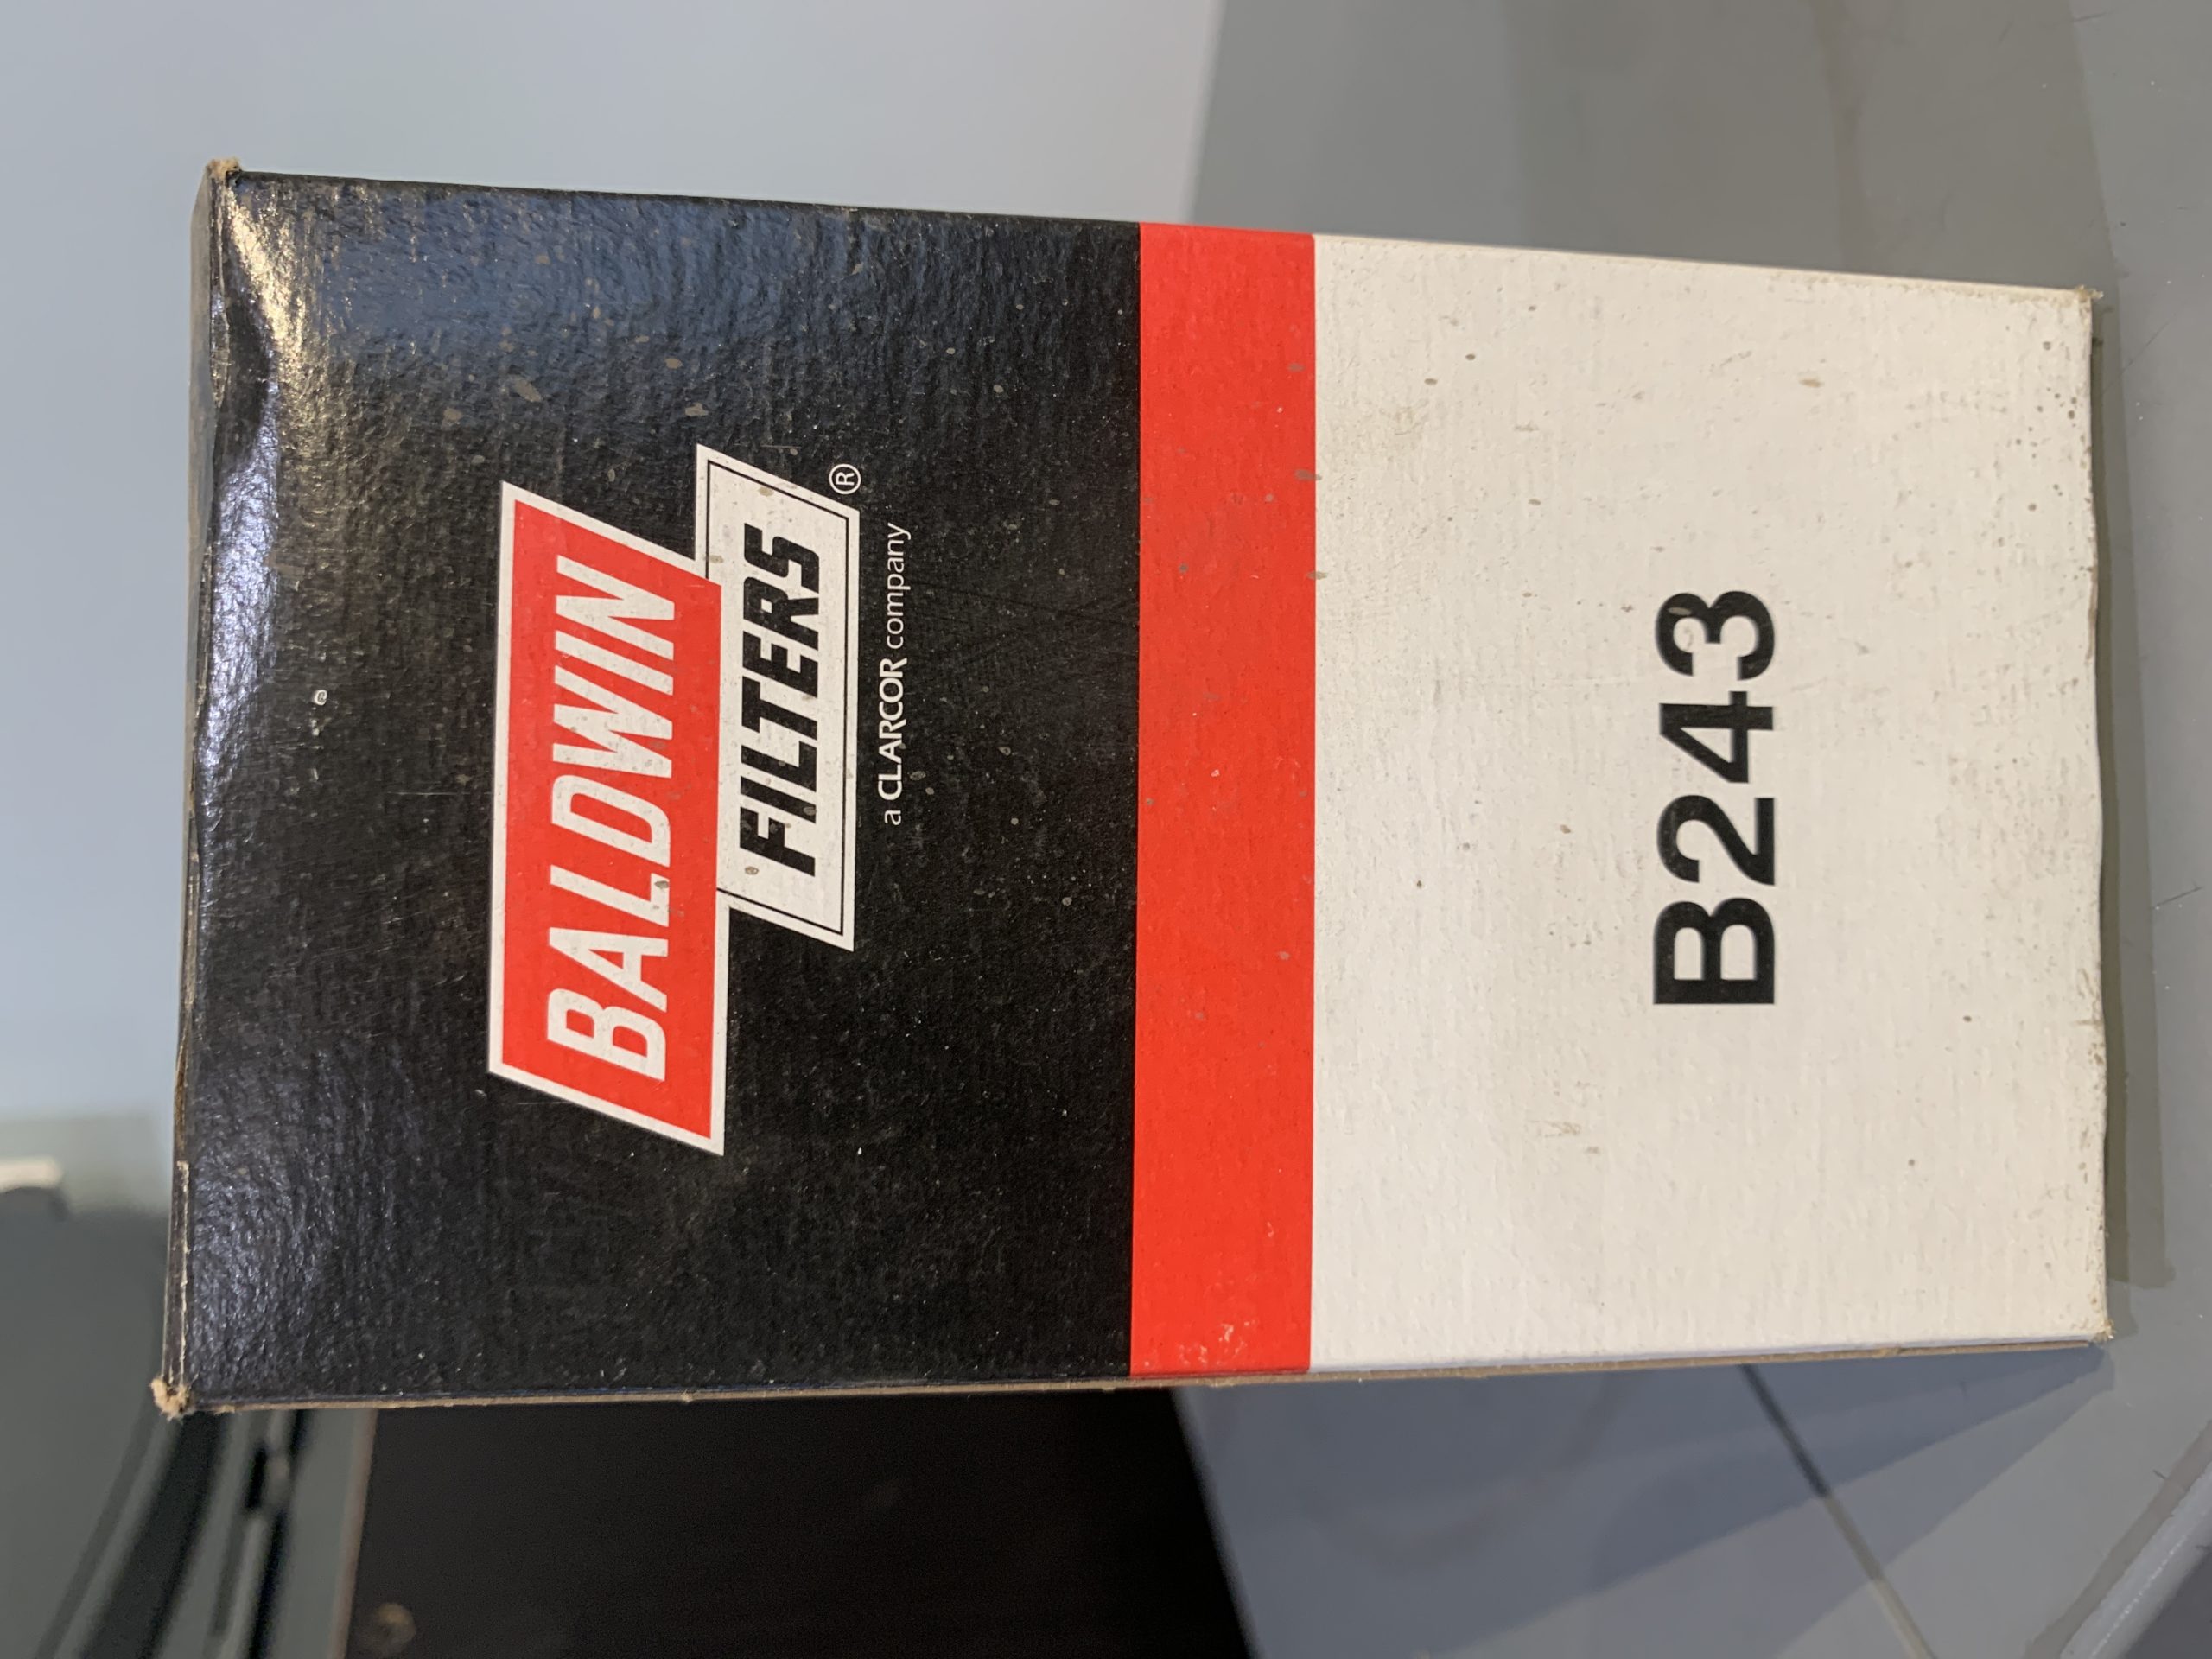 BALDWIN
FILTERS®
a CLARCOR company
B243